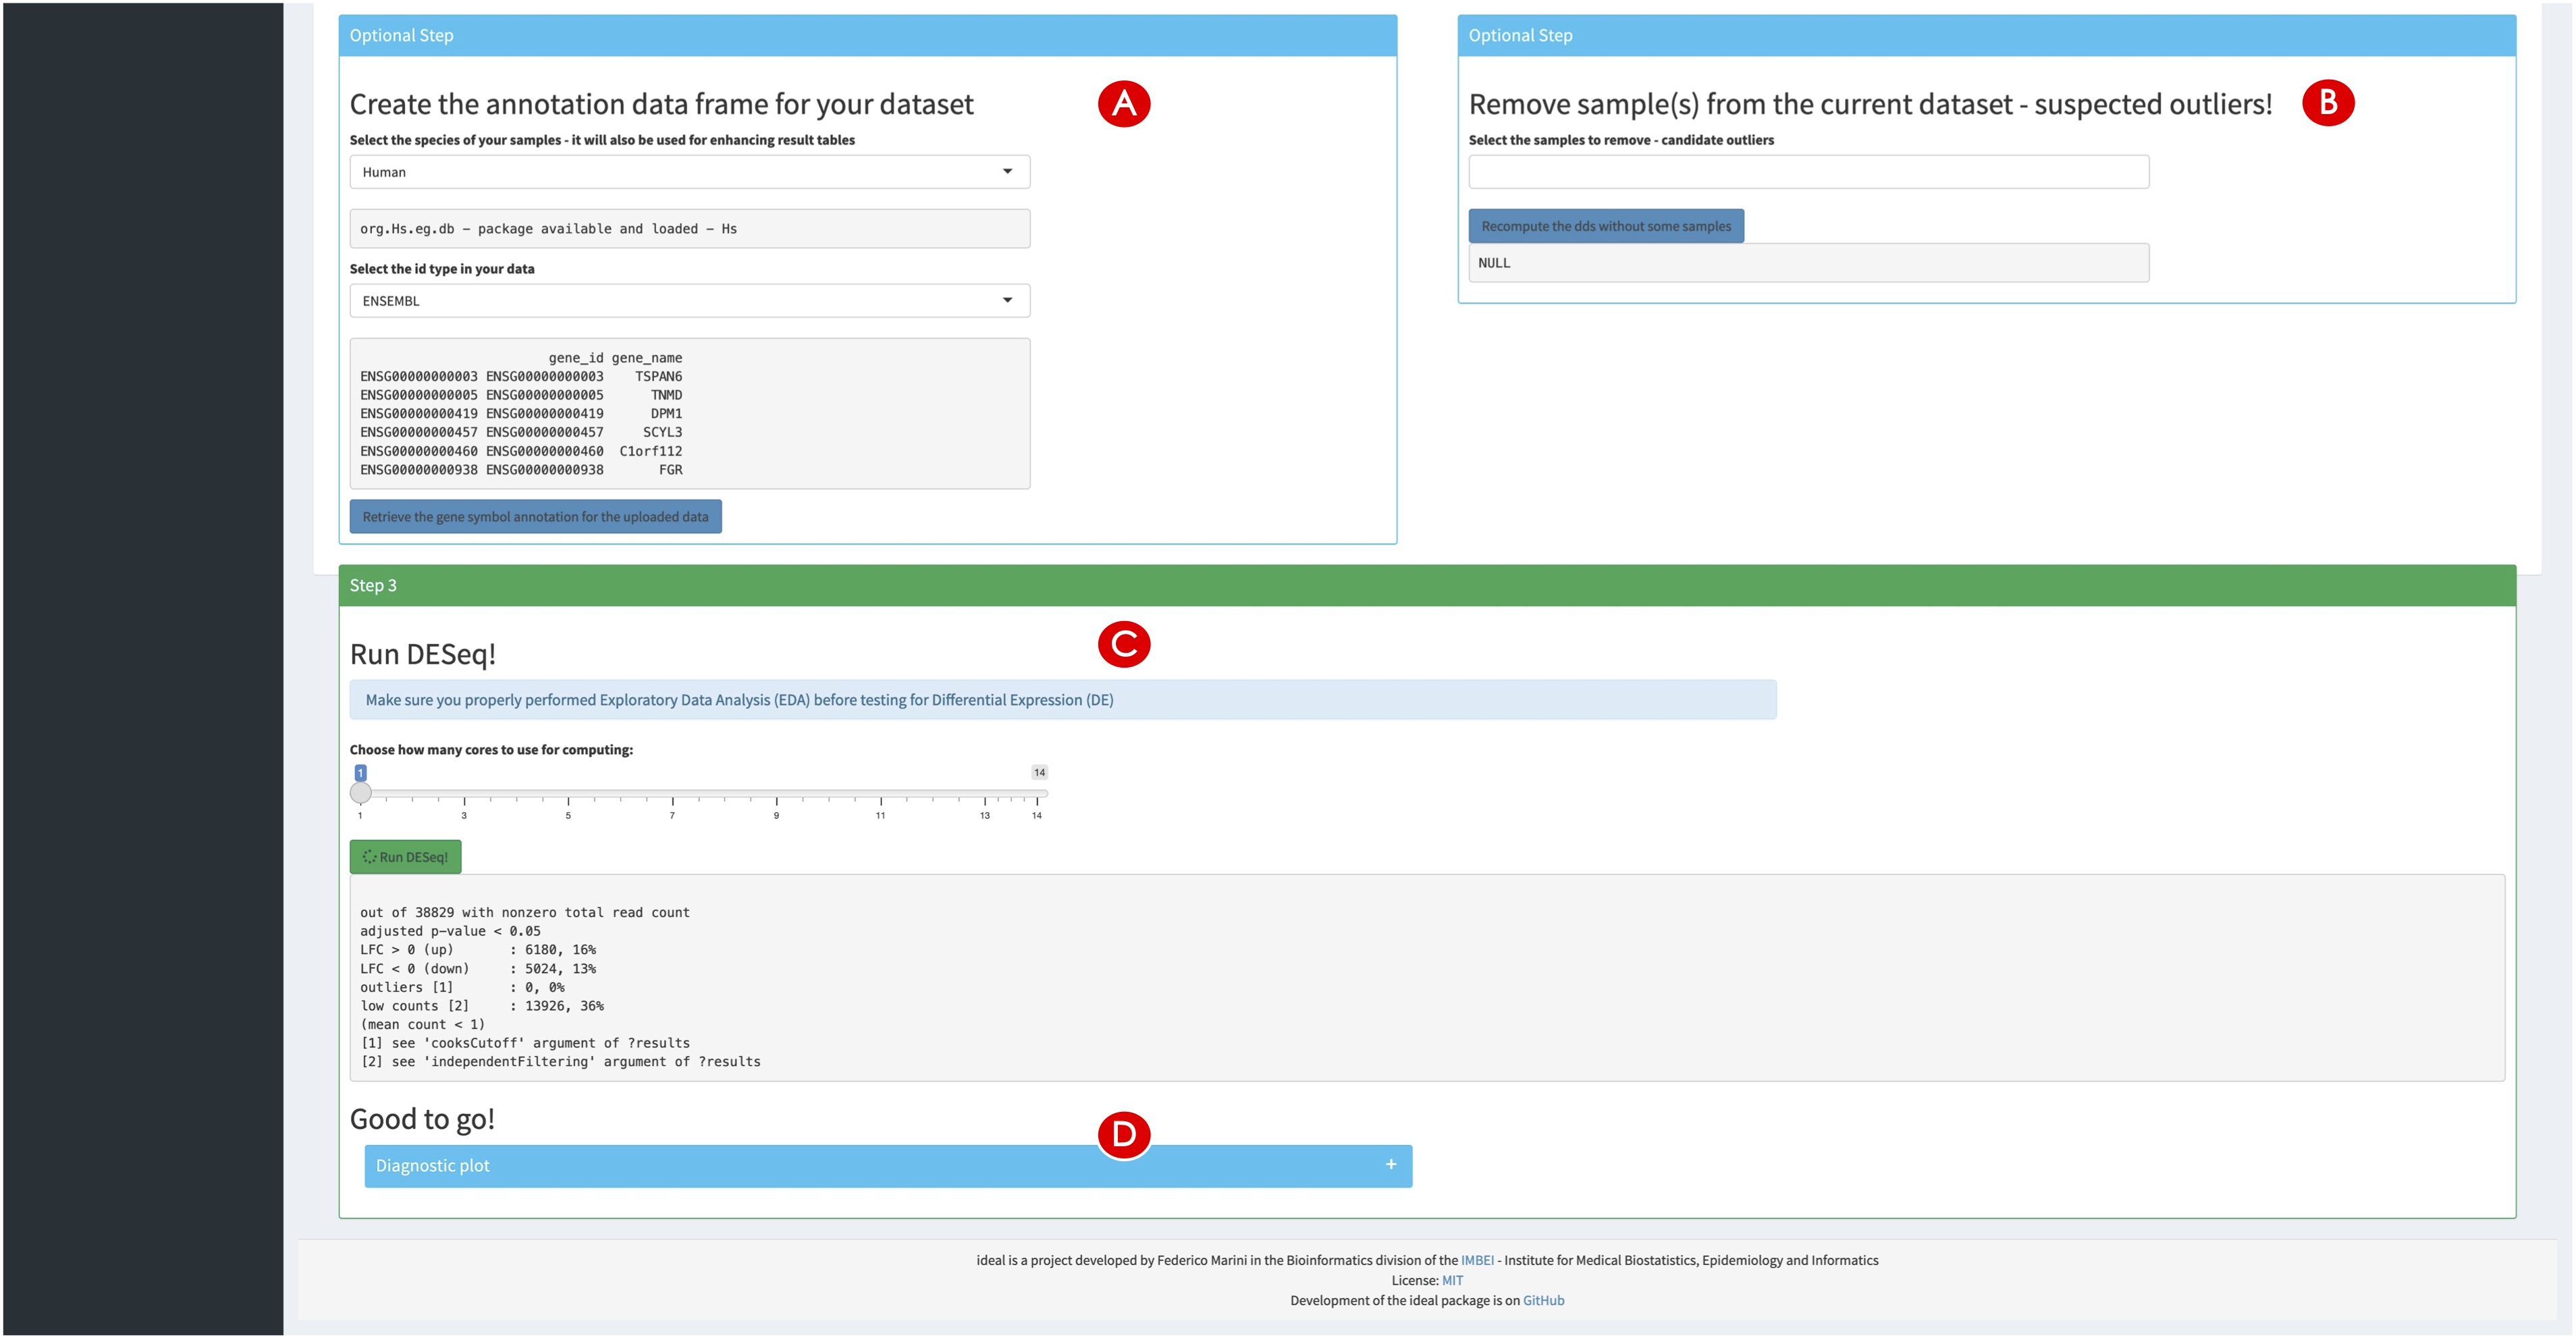 Optional Step
Create the annotation data frame for your dataset
A
Select the species of your samples - it will also be used for enhancing result tables
Human
org.Hs.eg.db – package available and loaded – Hs
Select the id type in your data
ENSEMBL
gene_id gene_name
ENSG00000000003 ENSG00000000003 TSPAN6
ENSG00000000005 ENSG00000000005 TNMD
ENSG00000000419 ENSG00000000419 DPM1
ENSG00000000457 ENSG00000000457 SCYL3
ENSG00000000460 ENSG00000000460 C1orf112
ENSG00000000938 ENSG00000000938 FGR
Retrieve the gene symbol annotation for the uploaded data
Optional Step
Remove sample(s) from the current dataset - suspected outliers!
B
Select the samples to remove - candidate outliers
Recompute the dds without some samples
NULL
Step 3
C
Run DESeq!
Make sure you properly performed Exploratory Data Analysis (EDA) before testing for Differential Expression (DE)
Choose how many cores to use for computing:
1 14
1 3 5 7 9 11 13 14
Run DESeq!
out of 38829 with nonzero total read count
adjusted p-value < 0.05
LFC > 0 (up) : 6180, 16%
LFC < 0 (down) : 5024, 13%
outliers [1] : 0, 0%
low counts [2] : 13926, 36%
(mean count < 1)
[1] see 'cooksCutoff' argument of ?results
[2] see 'independentFiltering' argument of ?results
Good to go!
D
Diagnostic plot +
ideal is a project developed by Federico Marini in the Bioinformatics division of the IMBEI - Institute for Medical Biostatistics, Epidemiology and Informatics
License: MIT
Development of the ideal package is on GitHub